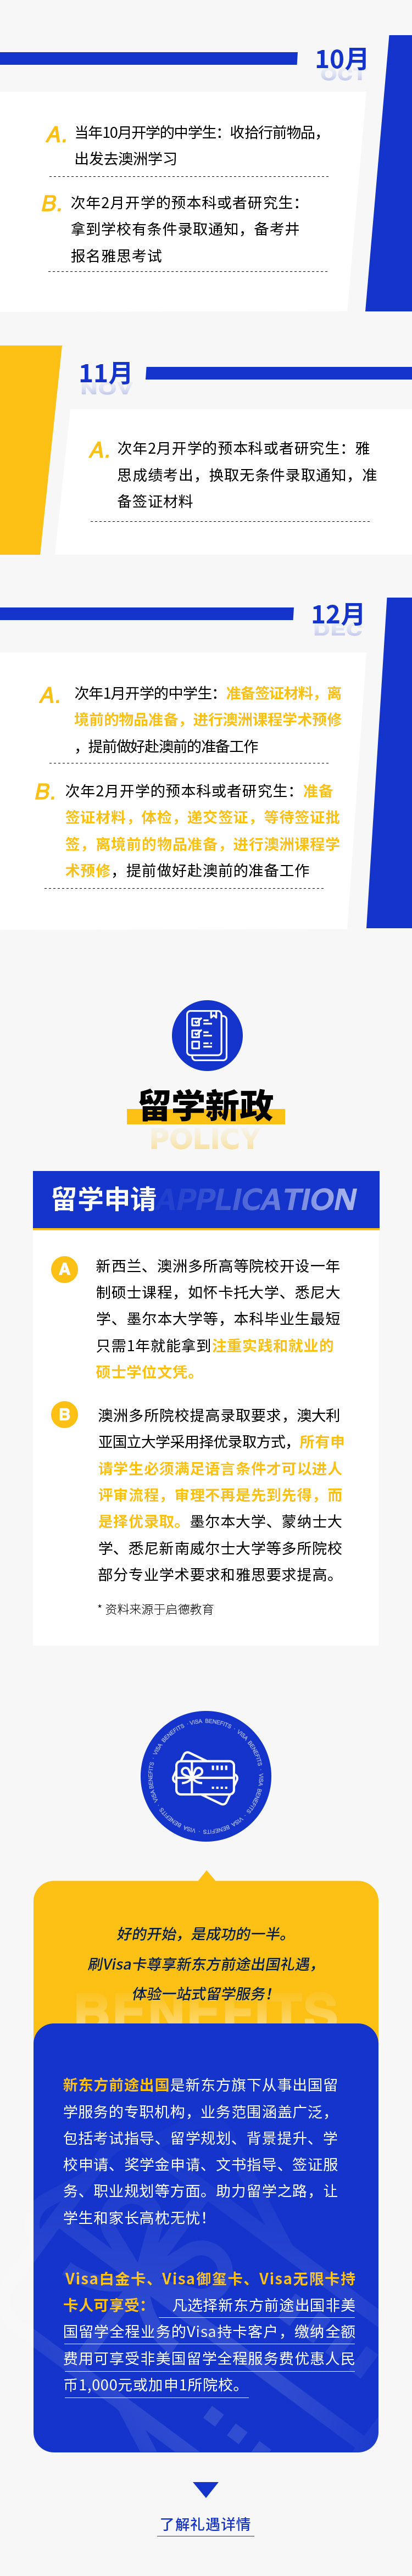 10月
OCT
A. 当年10月开学的中学生：收拾行前物品，
出发去澳洲学习
B. 次年2月开学的预本科或者研究生：
拿到学校有条件录取通知，备考并
报名雅思考试
11月
NOV
A. 次年2月开学的预本科或者研究生：雅
思成绩考出，换取无条件录取通知，准
备签证材料
12月
DEC
A. 次年1月开学的中学生：准备签证材料，离
境前的物品准备，进行澳洲课程学术预修
，提前做好赴澳前的准备工作
B. 次年2月开学的预本科或者研究生：准备
签证材料，体检，递交签证，等待签证批
签，离境前的物品准备，进行澳洲课程学
术预修，提前做好赴澳前的准备工作
留学新政
POLICY
留学申请 APPLICATION
A 新西兰、澳洲多所高等院校开设一年
制硕士课程，如怀卡托大学、悉尼大
学、墨尔本大学等，本科毕业生最短
只需1年就能拿到注重实践和就业的
硕士学位文凭。
B 澳洲多所院校提高录取要求，澳大利
亚国立大学采用择优录取方式，所有申
请学生必须满足语言条件才可以进入
评审流程，审理不再是先到先得，而
是择优录取。墨尔本大学、蒙纳士大
学、悉尼新南威尔士大学等多所院校
部分专业学术要求和雅思要求提高。
* 资料来源于启德教育
VISA BENEFITS · VISA BENEFITS · VISA BENEFITS · VISA BENEFITS · VISA BENEFITS · VISA BENEFITS ·
好的开始，是成功的一半。
刷Visa卡尊享新东方前途出国礼遇，
体验一站式留学服务！
BENEFITS
新东方前途出国是新东方旗下从事出国留
学服务的专职机构，业务范围涵盖广泛，
包括考试指导、留学规划、背景提升、学
校申请、奖学金申请、文书指导、签证服
务、职业规划等方面。助力留学之路，让
学生和家长高枕无忧！
Visa白金卡、Visa御玺卡、Visa无限卡持
卡人可享受： 凡选择新东方前途出国非美
国留学全程业务的Visa持卡客户，缴纳全额
费用可享受非美国留学全程服务费优惠人民
币1,000元或加申1所院校。
了解礼遇详情